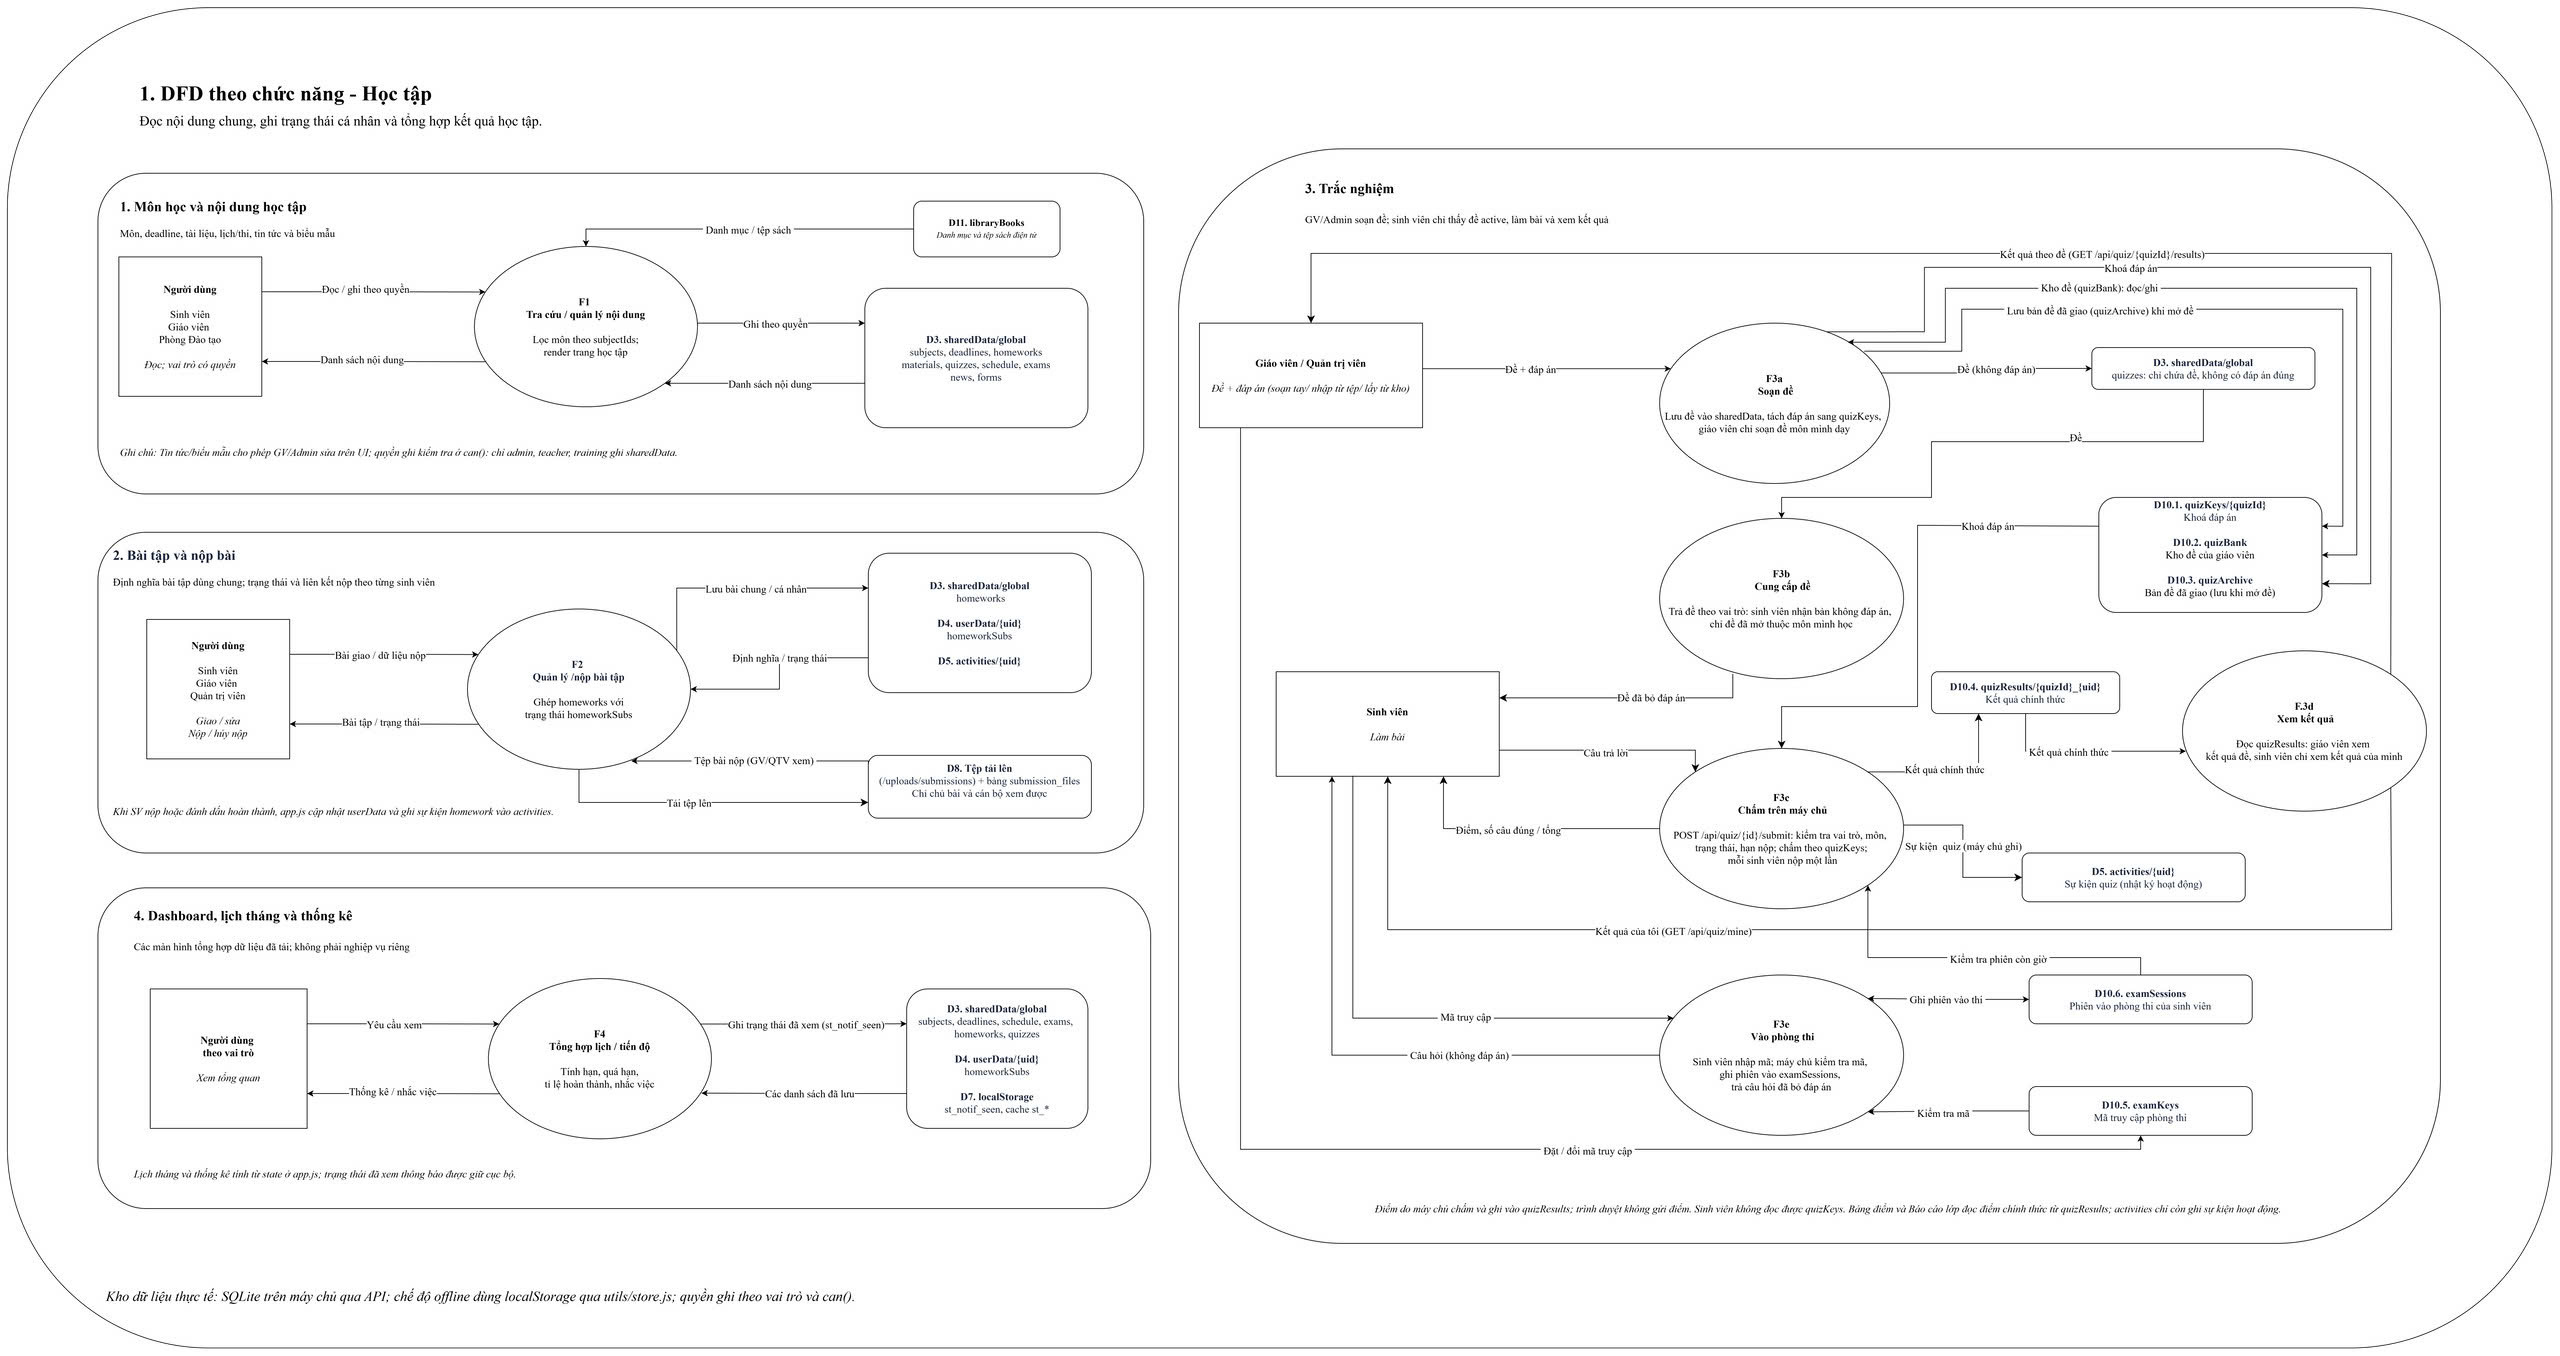 1. DFD theo chức năng - Học tập
Đọc nội dung chung, ghi trạng thái cá nhân và tổng hợp kết quả học tập.
1. Môn học và nội dung học tập
Môn, deadline, tài liệu, lịch/thi, tin tức và biểu mẫu
Người dùng
Sinh viên
Giáo viên
Phòng Đào tạo
Đọc; vai trò có quyền
Đọc / ghi theo quyền
Danh sách nội dung
F1
Tra cứu / quản lý nội dung
Lọc môn theo subjectIds;
render trang học tập
Danh mục / tệp sách
D11. libraryBooks
Danh mục và tệp sách điện tử
Ghi theo quyền
Danh sách nội dung
D3. sharedData/global
subjects, deadlines, homeworks
materials, quizzes, schedule, exams
news, forms
Ghi chú: Tin tức/biểu mẫu cho phép GV/Admin sửa trên UI; quyền ghi kiểm tra ở can(): chỉ admin, teacher, training ghi sharedData.
2. Bài tập và nộp bài
Định nghĩa bài tập dùng chung; trạng thái và liên kết nộp theo từng sinh viên
Người dùng
Sinh viên
Giáo viên
Quản trị viên
Giao / sửa
Nộp / hủy nộp
Bài giao / dữ liệu nộp
Bài tập / trạng thái
F2
Quản lý /nộp bài tập
Ghép homeworks với
trạng thái homeworkSubs
Lưu bài chung / cá nhân
Định nghĩa / trạng thái
D3. sharedData/global
homeworks
D4. userData/{uid}
homeworkSubs
D5. activities/{uid}
Tệp bài nộp (GV/QTV xem)
Tải tệp lên
D8. Tệp tải lên
(/uploads/submissions) + bảng submission_files
Chỉ chủ bài và cán bộ xem được
Khi SV nộp hoặc đánh dấu hoàn thành, app.js cập nhật userData và ghi sự kiện homework vào activities.
4. Dashboard, lịch tháng và thống kê
Các màn hình tổng hợp dữ liệu đã tải; không phải nghiệp vụ riêng
Người dùng
theo vai trò
Xem tổng quan
Yêu cầu xem
Thống kê / nhắc việc
F4
Tổng hợp lịch / tiến độ
Tính hạn, quá hạn,
tỉ lệ hoàn thành, nhắc việc
Ghi trạng thái đã xem (st_notif_seen)
Các danh sách đã lưu
D3. sharedData/global
subjects, deadlines, schedule, exams,
homeworks, quizzes
D4. userData/{uid}
homeworkSubs
D7. localStorage
st_notif_seen, cache st_*
Lịch tháng và thống kê tính từ state ở app.js; trạng thái đã xem thông báo được giữ cục bộ.
Kho dữ liệu thực tế: SQLite trên máy chủ qua API; chế độ offline dùng localStorage qua utils/store.js; quyền ghi theo vai trò và can().
3. Trắc nghiệm
GV/Admin soạn đề; sinh viên chỉ thấy đề active, làm bài và xem kết quả
Kết quả theo đề (GET /api/quiz/{quizId}/results)
Khoá đáp án
Kho đề (quizBank): đọc/ghi
Lưu bản đề đã giao (quizArchive) khi mở đề
Giáo viên / Quản trị viên
Đề + đáp án (soạn tay/ nhập từ tệp/ lấy từ kho)
Đề + đáp án
F3a
Soạn đề
Lưu đề vào sharedData, tách đáp án sang quizKeys,
giáo viên chỉ soạn đề môn mình dạy
Đề (không đáp án)
D3. sharedData/global
quizzes: chỉ chứa đề, không có đáp án đúng
Đề
F3b
Cung cấp đề
Trả đề theo vai trò: sinh viên nhận bản không đáp án,
chỉ đề đã mở thuộc môn mình học
Khoá đáp án
D10.1. quizKeys/{quizId}
Khoá đáp án
D10.2. quizBank
Kho đề của giáo viên
D10.3. quizArchive
Bản đề đã giao (lưu khi mở đề)
Sinh viên
Làm bài
Đề đã bỏ đáp án
Câu trả lời
Điểm, số câu đúng / tổng
D10.4. quizResults/{quizId}_{uid}
Kết quả chính thức
Kết quả chính thức
Kết quả chính thức
F.3d
Xem kết quả
Đọc quizResults: giáo viên xem
kết quả đề, sinh viên chỉ xem kết quả của mình
F3c
Chấm trên máy chủ
POST /api/quiz/{id}/submit: kiểm tra vai trò, môn,
trạng thái, hạn nộp; chấm theo quizKeys;
mỗi sinh viên nộp một lần
Sự kiện quiz (máy chủ ghi)
D5. activities/{uid}
Sự kiện quiz (nhật ký hoạt động)
Kết quả của tôi (GET /api/quiz/mine)
Kiểm tra phiên còn giờ
Mã truy cập
Câu hỏi (không đáp án)
F3e
Vào phòng thi
Sinh viên nhập mã; máy chủ kiểm tra mã,
ghi phiên vào examSessions,
trả câu hỏi đã bỏ đáp án
Ghi phiên vào thi
D10.6. examSessions
Phiên vào phòng thi của sinh viên
Kiểm tra mã
D10.5. examKeys
Mã truy cập phòng thi
Đặt / đổi mã truy cập
Điểm do máy chủ chấm và ghi vào quizResults; trình duyệt không gửi điểm. Sinh viên không đọc được quizKeys. Bảng điểm và Báo cáo lớp đọc điểm chính thức từ quizResults; activities chỉ còn ghi sự kiện hoạt động.